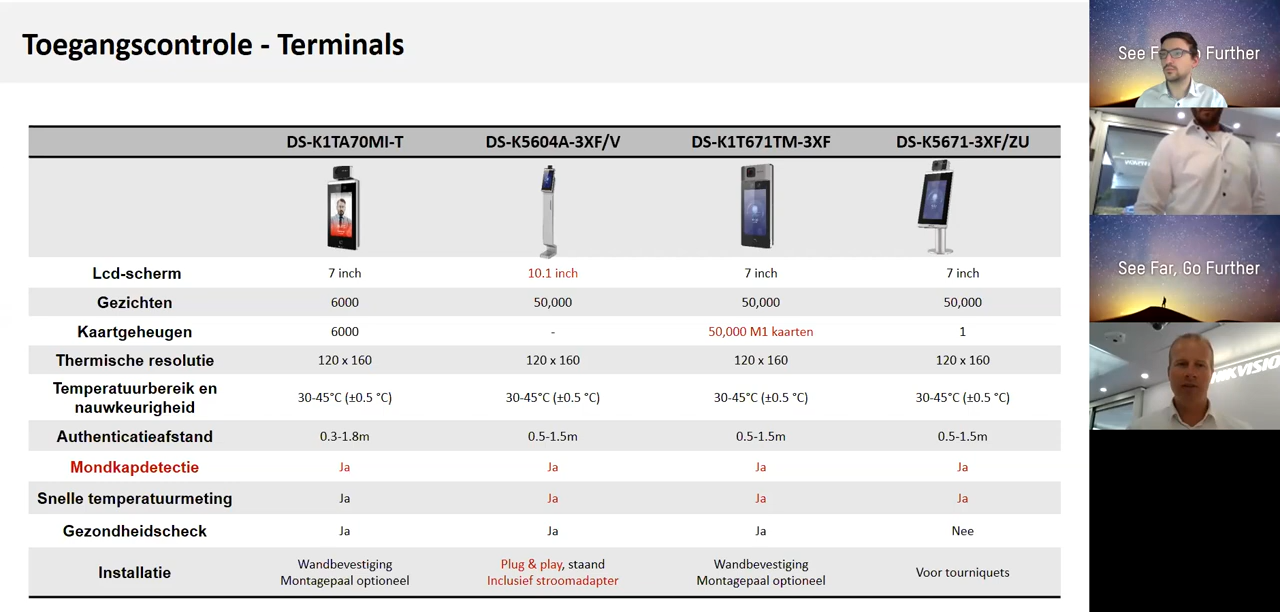 Toegangscontrole - Terminals
DS-K1TA70MI-T DS-K5604A-3XF/V DS-K1T671TM-3XF DS-K5671-3XF/ZU
Lcd-scherm 7 inch 10.1 inch 7 inch 7 inch
Gezichten 6000 50,000 50,000 50,000
Kaartgeheugen 6000 - 50,000 M1 kaarten 1
Thermische resolutie 120 x 160 120 x 160 120 x 160 120 x 160
Temperatuurbereik en
nauwkeurigheid 30-45°C (±0.5 °C) 30-45°C (±0.5 °C) 30-45°C (±0.5 °C) 30-45°C (±0.5 °C)
Authenticatieafstand 0.3-1.8m 0.5-1.5m 0.5-1.5m 0.5-1.5m
Mondkapdetectie Ja Ja Ja Ja
Snelle temperatuurmeting Ja Ja Ja Ja
Gezondheidscheck Ja Ja Ja Nee
Installatie Wandbevestiging Plug & play, staand Wandbevestiging Voor tourniquets
Montagepaal optioneel Inclusief stroomadapter Montagepaal optioneel
See F Further
See Far, Go Further
HIKVISION